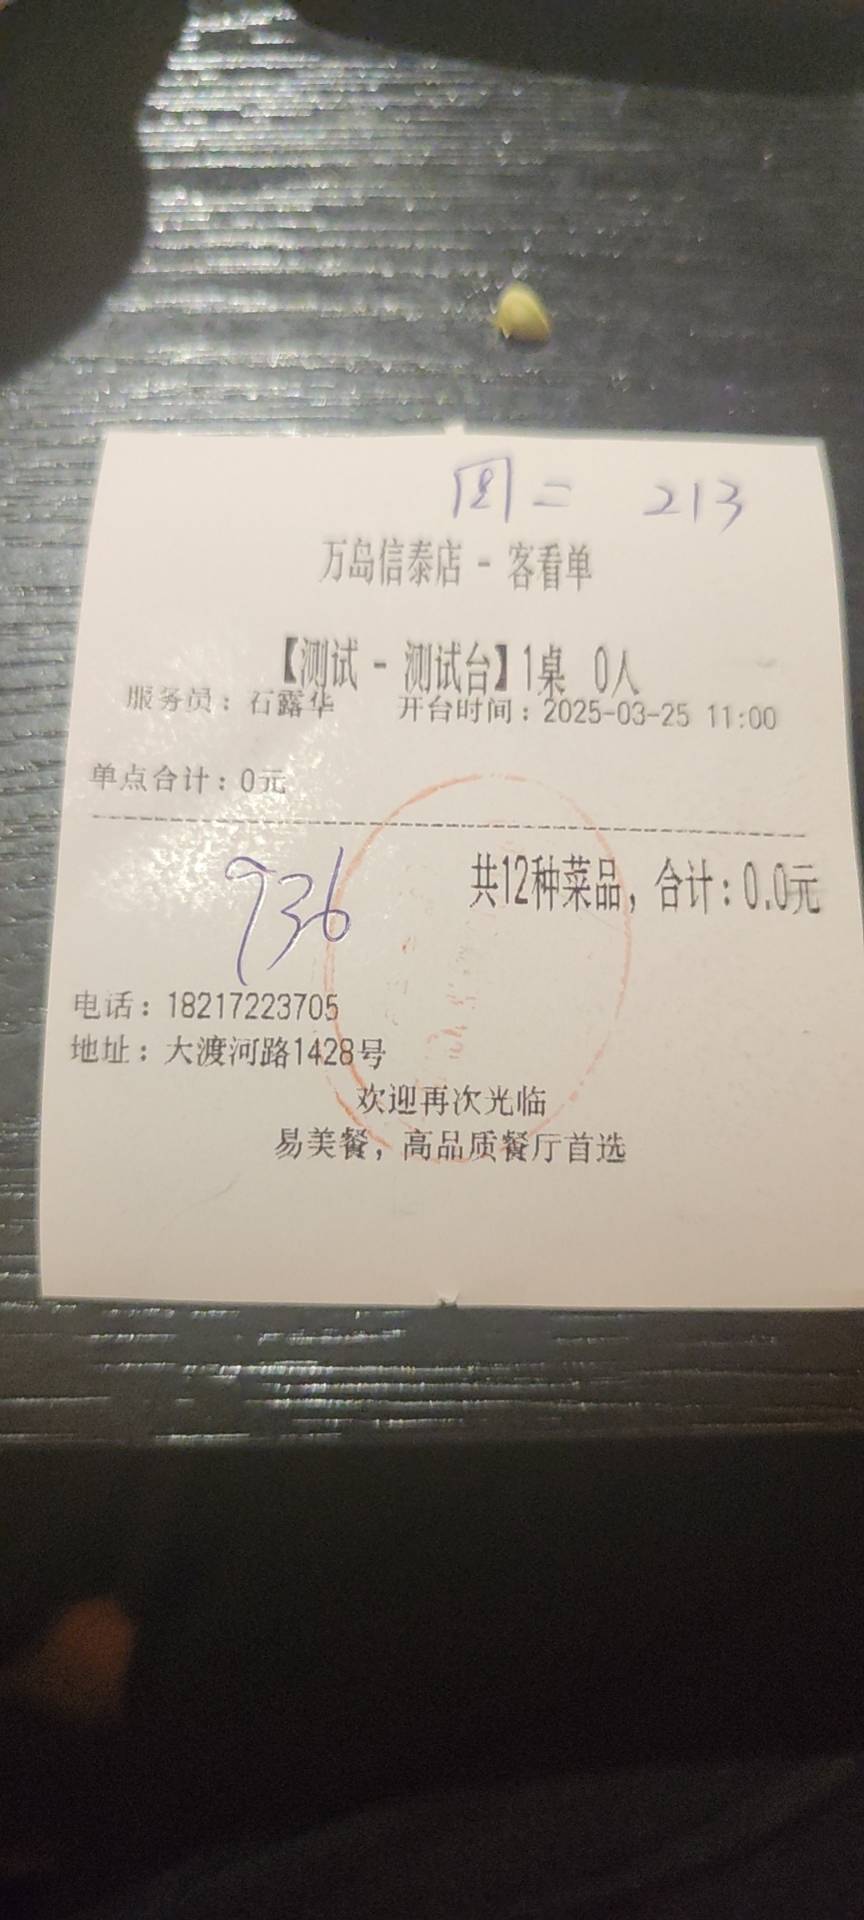 图二 213
万岛信泰店 - 客看单
【测试 - 测试台】1桌 0人
服务员：石露华 开台时间：2025-03-25 11:00
单点合计：0元
共12种菜品，合计：0.0元
936
电话：18217223705
地址：大渡河路1428号
欢迎再次光临
易美餐，高品质餐厅首选